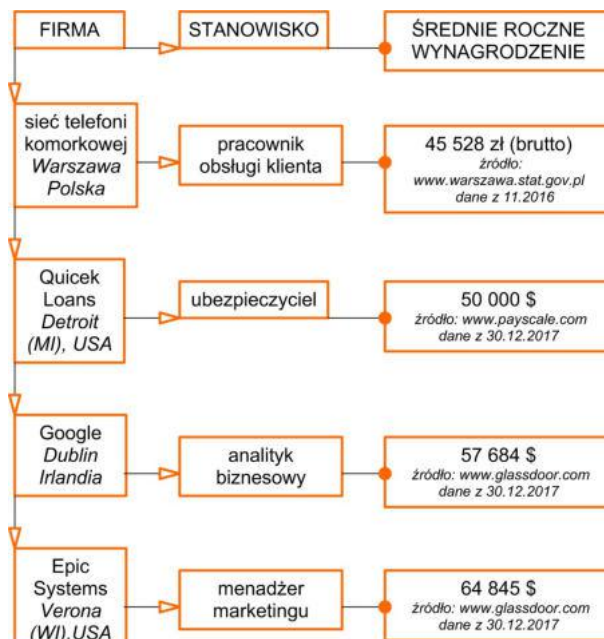 FIRMA
STANOWISKO
ŚREDNIE ROCZNE
WYNAGRODZENIE
sieć telefoni
komorkowej
Warszawa
Polska
pracownik
obsługi klienta
45 528 zł (brutto)
źródło:
www.warszawa.stat.gov.pl
dane z 11.2016
Quicek
Loans
Detroit
(MI), USA
ubezpieczyciel
50 000 $
źródło: www.payscale.com
dane z 30.12.2017
Google
Dublin
Irlandia
analityk
biznesowy
57 684 $
źródło: www.glassdoor.com
dane z 30.12.2017
Epic
Systems
Verona
(WI),USA
menadżer
marketingu
64 845 $
źródło: www.glassdoor.com
dane z 30.12.2017